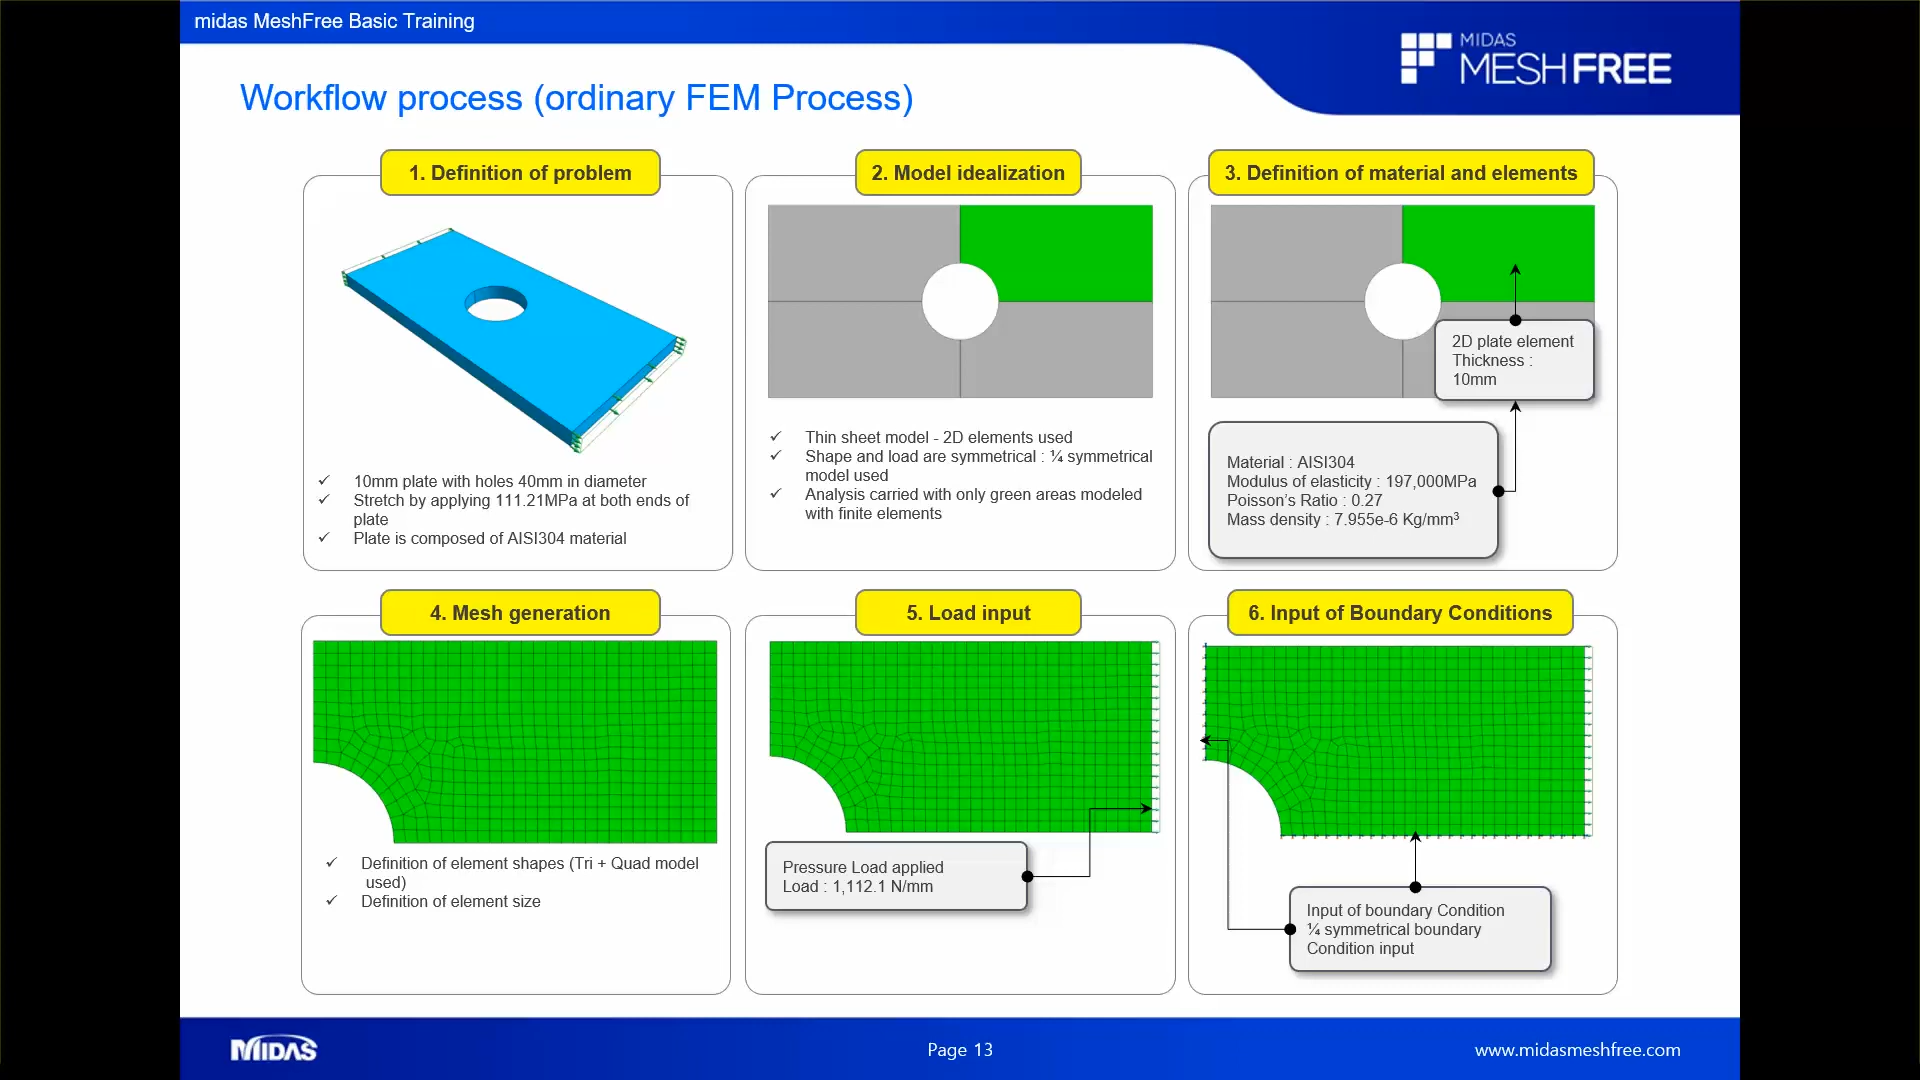 midas MeshFree Basic Training
MIDAS
MESHFREE
Workflow process (ordinary FEM Process)
1. Definition of problem
✓ 10mm plate with holes 40mm in diameter
✓ Stretch by applying 111.21MPa at both ends of
plate
✓ Plate is composed of AISI304 material
2. Model idealization
✓ Thin sheet model - 2D elements used
✓ Shape and load are symmetrical : ¼ symmetrical
model used
✓ Analysis carried with only green areas modeled
with finite elements
3. Definition of material and elements
2D plate element
Thickness :
10mm
Material : AISI304
Modulus of elasticity : 197,000MPa
Poisson's Ratio : 0.27
Mass density : 7.955e-6 Kg/mm³
4. Mesh generation
✓ Definition of element shapes (Tri + Quad model
used)
✓ Definition of element size
5. Load input
Pressure Load applied
Load : 1,112.1 N/mm
6. Input of Boundary Conditions
Input of boundary Condition
¼ symmetrical boundary
Condition input
MIDAS
Page 13
www.midasmeshfree.com